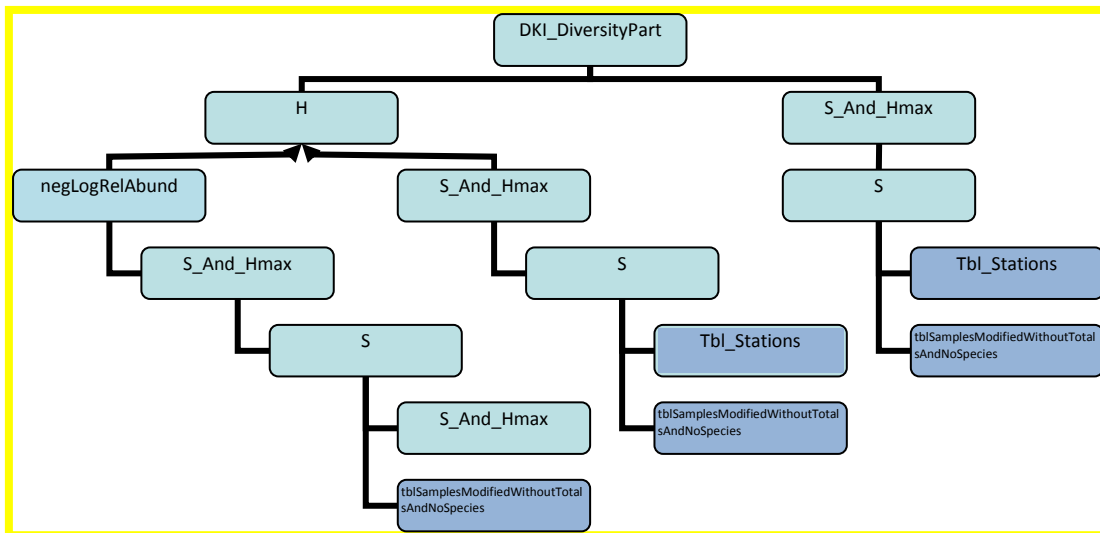 DKI_DiversityPart
H
S_And_Hmax
negLogRelAbund
S_And_Hmax
S
S_And_Hmax
S
Tbl_Stations
S
Tbl_Stations
tblSamplesModifiedWithoutTotal
sAndNoSpecies
S_And_Hmax
tblSamplesModifiedWithoutTotal
sAndNoSpecies
tblSamplesModifiedWithoutTotal
sAndNoSpecies